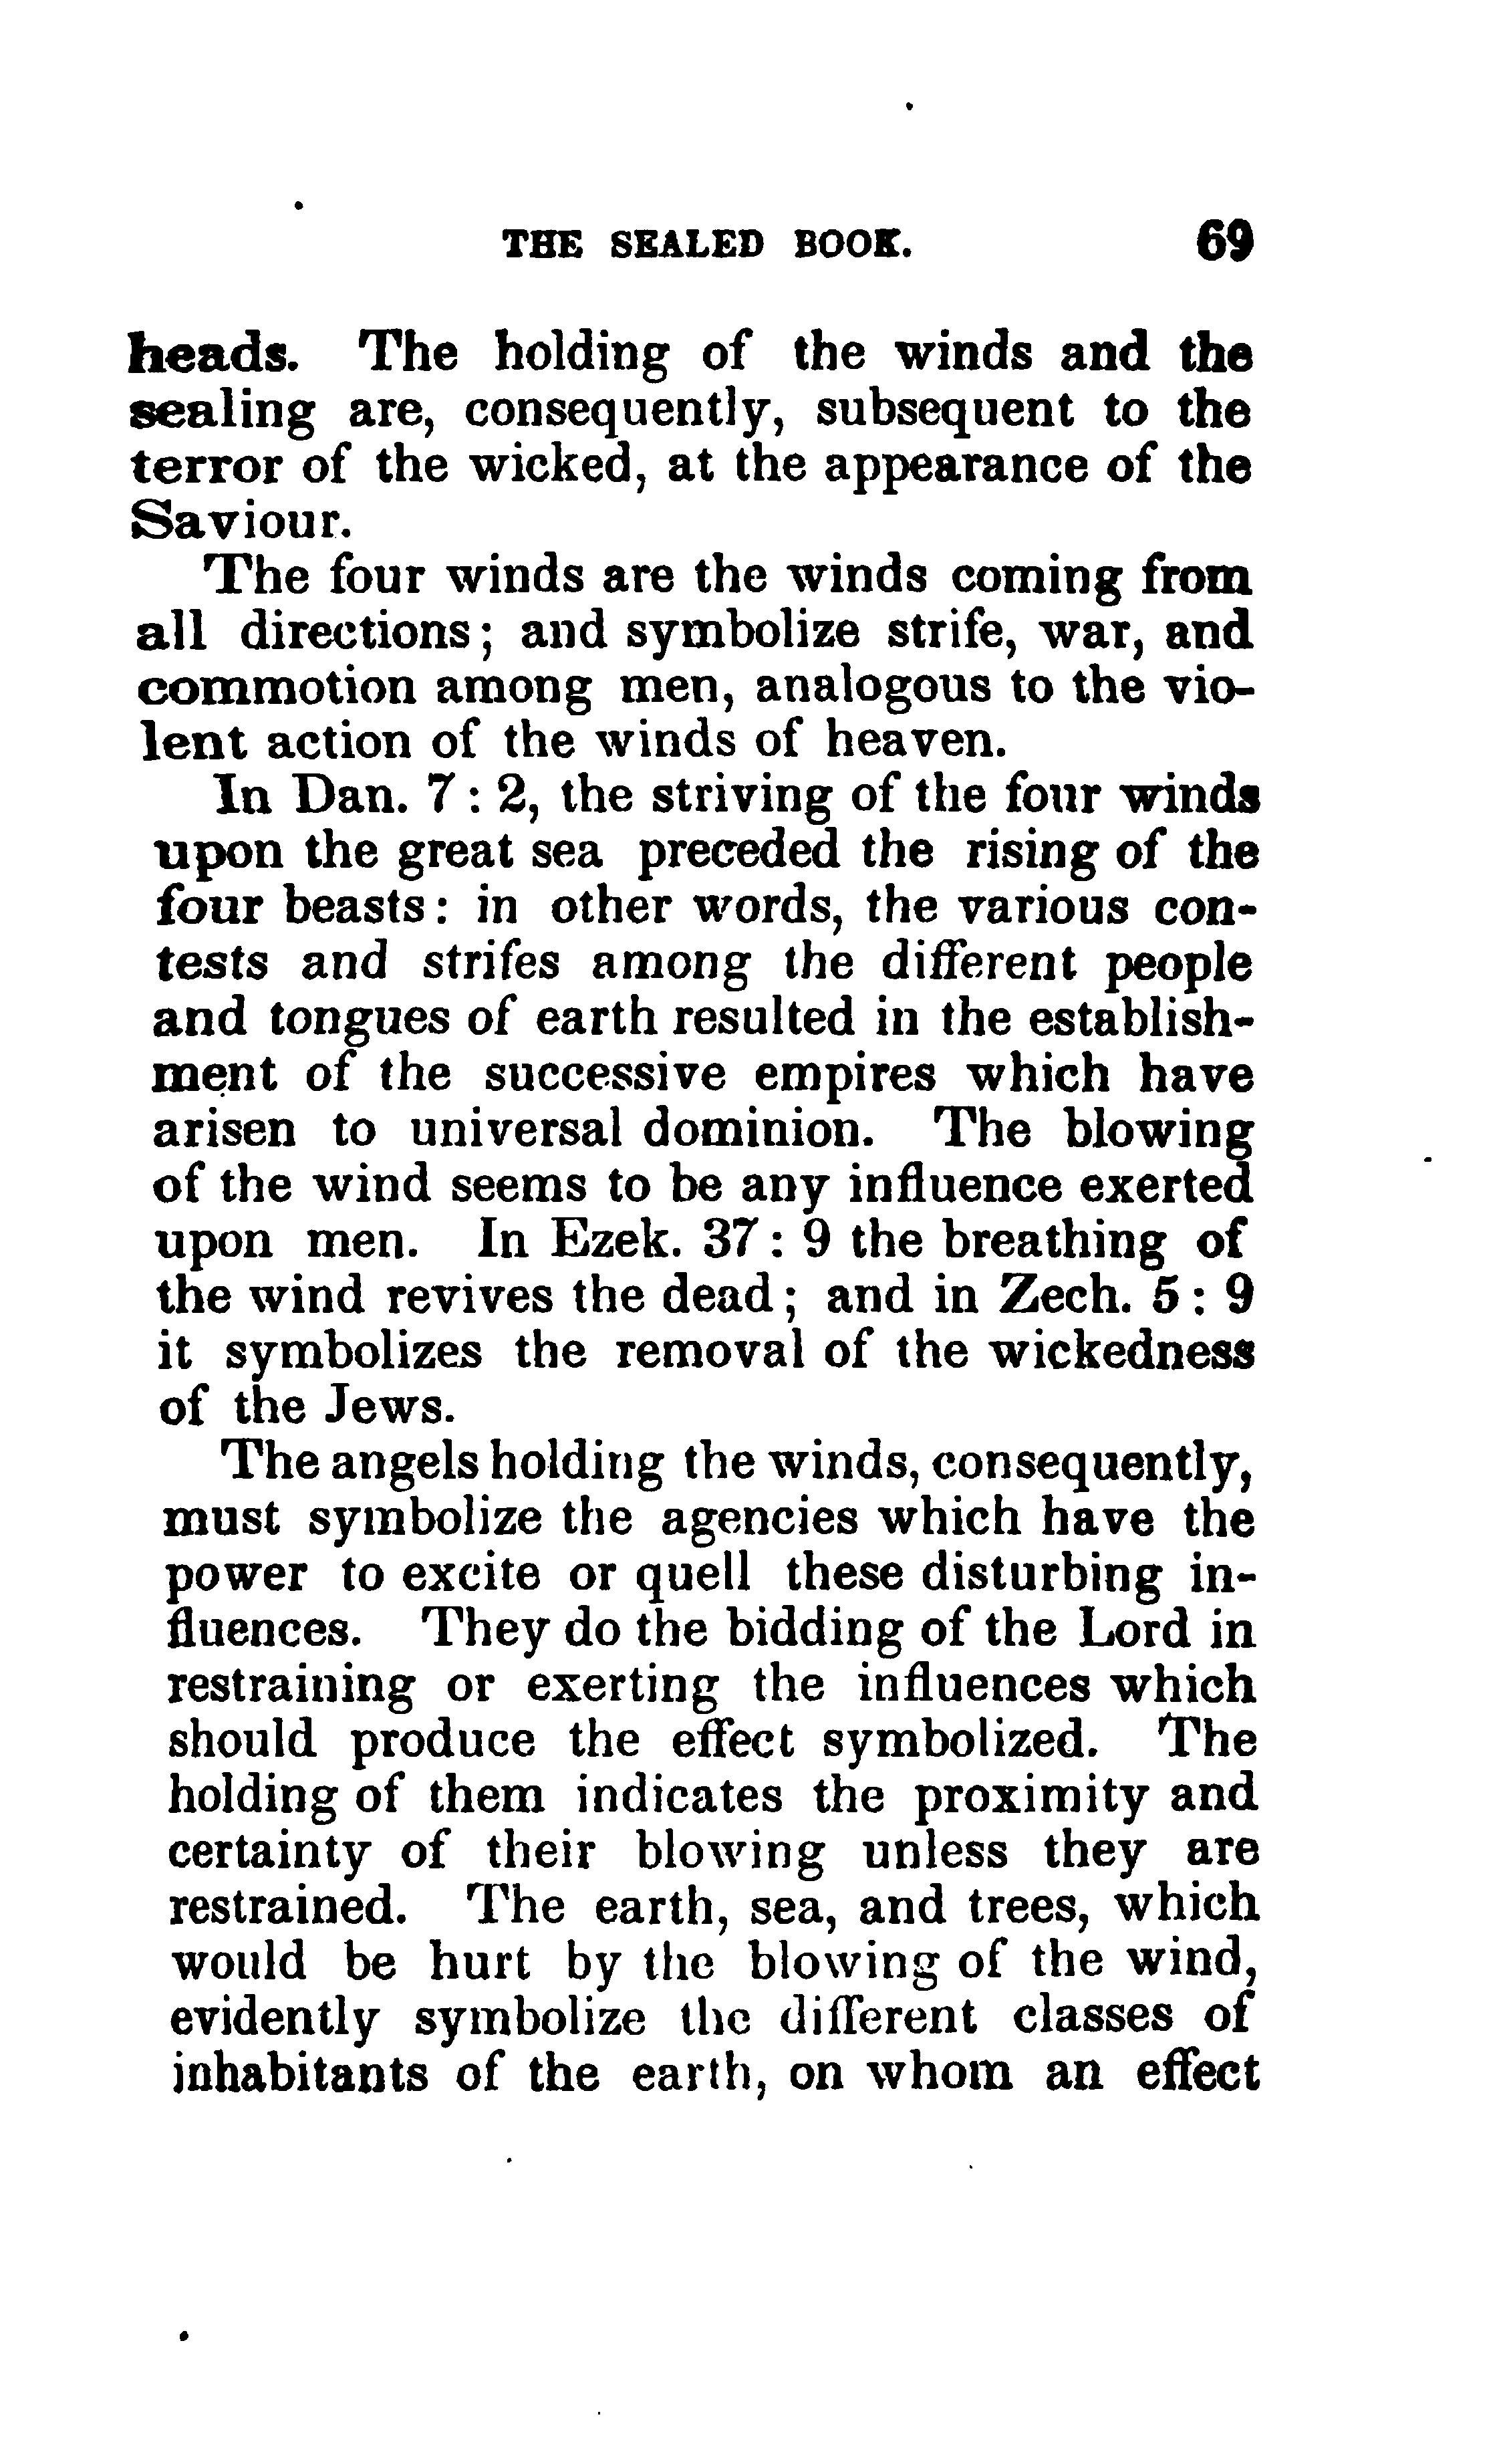 THE SEALED BOOK. 69
heads. The holding of the winds and the
sealing are, consequently, subsequent to the
terror of the wicked, at the appearance of the
Saviour.
The four winds are the winds coming from
all directions; and symbolize strife, war, and
commotion among men, analogous to the vio-
lent action of the winds of heaven.
In Dan. 7: 2, the striving of the four winds
upon the great sea preceded the rising of the
four beasts: in other words, the various con-
tests and strifes among the different people
and tongues of earth resulted in the establish-
ment of the successive empires which have
arisen to universal dominion. The blowing
of the wind seems to be any influence exerted
upon men. In Ezek. 37: 9 the breathing of
the wind revives the dead; and in Zech. 5: 9
it symbolizes the removal of the wickedness
of the Jews.
The angels holding the winds, consequently,
must symbolize the agencies which have the
power to excite or quell these disturbing in-
fluences. They do the bidding of the Lord in
restraining or exerting the influences which
should produce the effect symbolized. The
holding of them indicates the proximity and
certainty of their blowing unless they are
restrained. The earth, sea, and trees, which
would be hurt by the blowing of the wind,
evidently symbolize the different classes of
inhabitants of the earth, on whom an effect